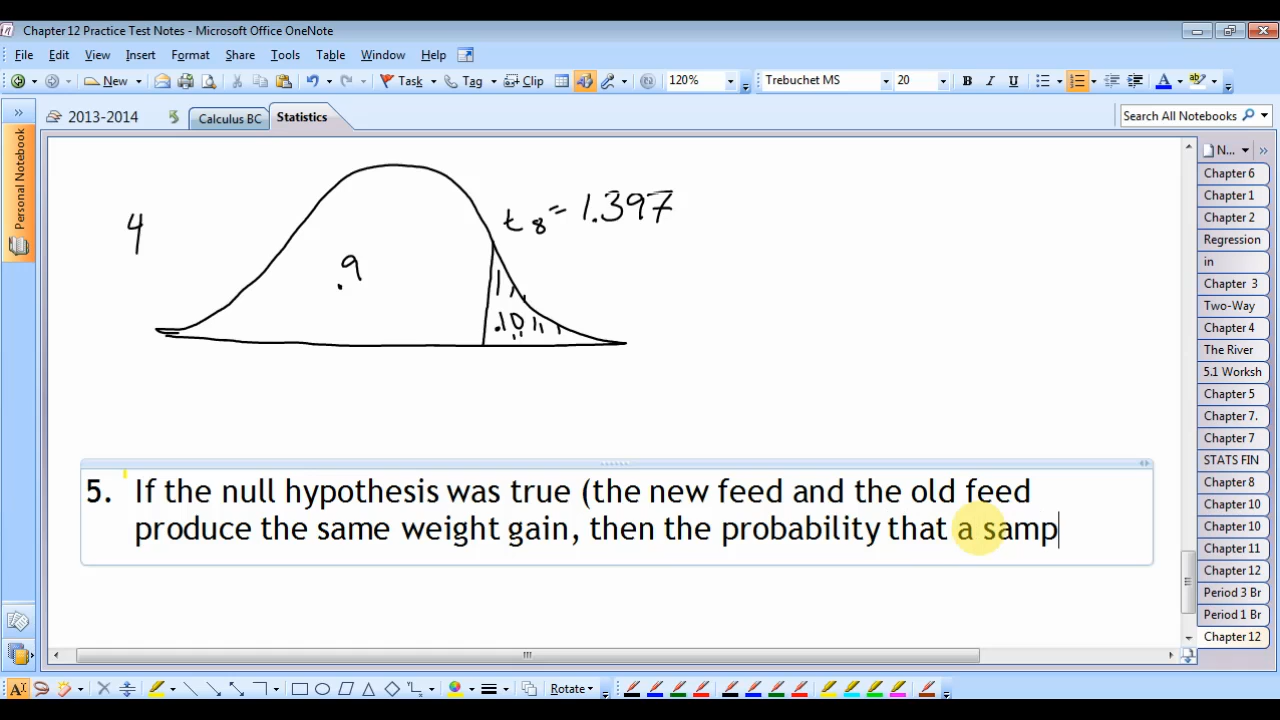 Chapter 12 Practice Test Notes - Microsoft Office OneNote
File Edit View Insert Format Share Tools Table Window Help
New Task Tag Clip 120% Trebuchet MS 20 B I U A ab
2013-2014 Calculus BC Statistics Search All Notebooks
Personal Notebook
N...
Chapter 6
Chapter 1
Chapter 2
Regression
in
Chapter 3
Two-Way
Chapter 4
The River
5.1 Worksh
Chapter 5
Chapter 7.
Chapter 7
STATS FIN
Chapter 8
Chapter 10
Chapter 10
Chapter 11
Chapter 12
Period 3 Br
Period 1 Br
Chapter 12
4
t8 = 1.397
.9
.10
5. If the null hypothesis was true (the new feed and the old feed
produce the same weight gain, then the probability that a samp
A Rotate